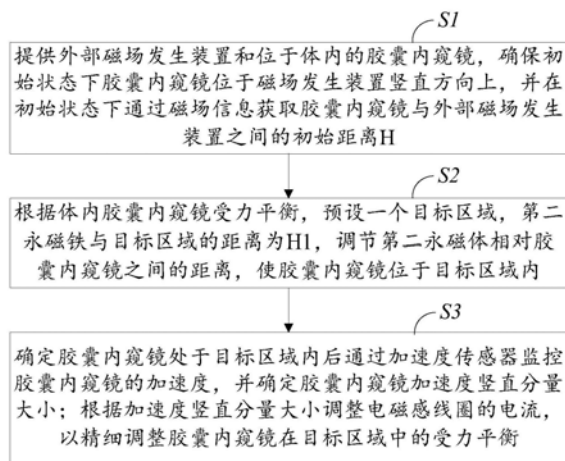 S1
提供外部磁场发生装置和位于体内的胶囊内窥镜，确保初
始状态下胶囊内窥镜位于磁场发生装置竖直方向上，并在
初始状态下通过磁场信息获取胶囊内窥镜与外部磁场发生
装置之间的初始距离H
S2
根据体内胶囊内窥镜受力平衡，预设一个目标区域，第二
永磁铁与目标区域的距离为H1，调节第二永磁体相对胶
囊内窥镜之间的距离，使胶囊内窥镜位于目标区域内
S3
确定胶囊内窥镜处于目标区域内后通过加速度传感器监控
胶囊内窥镜的加速度，并确定胶囊内窥镜加速度竖直分量
大小；根据加速度竖直分量大小调整电磁感线圈的电流，
以精细调整胶囊内窥镜在目标区域中的受力平衡